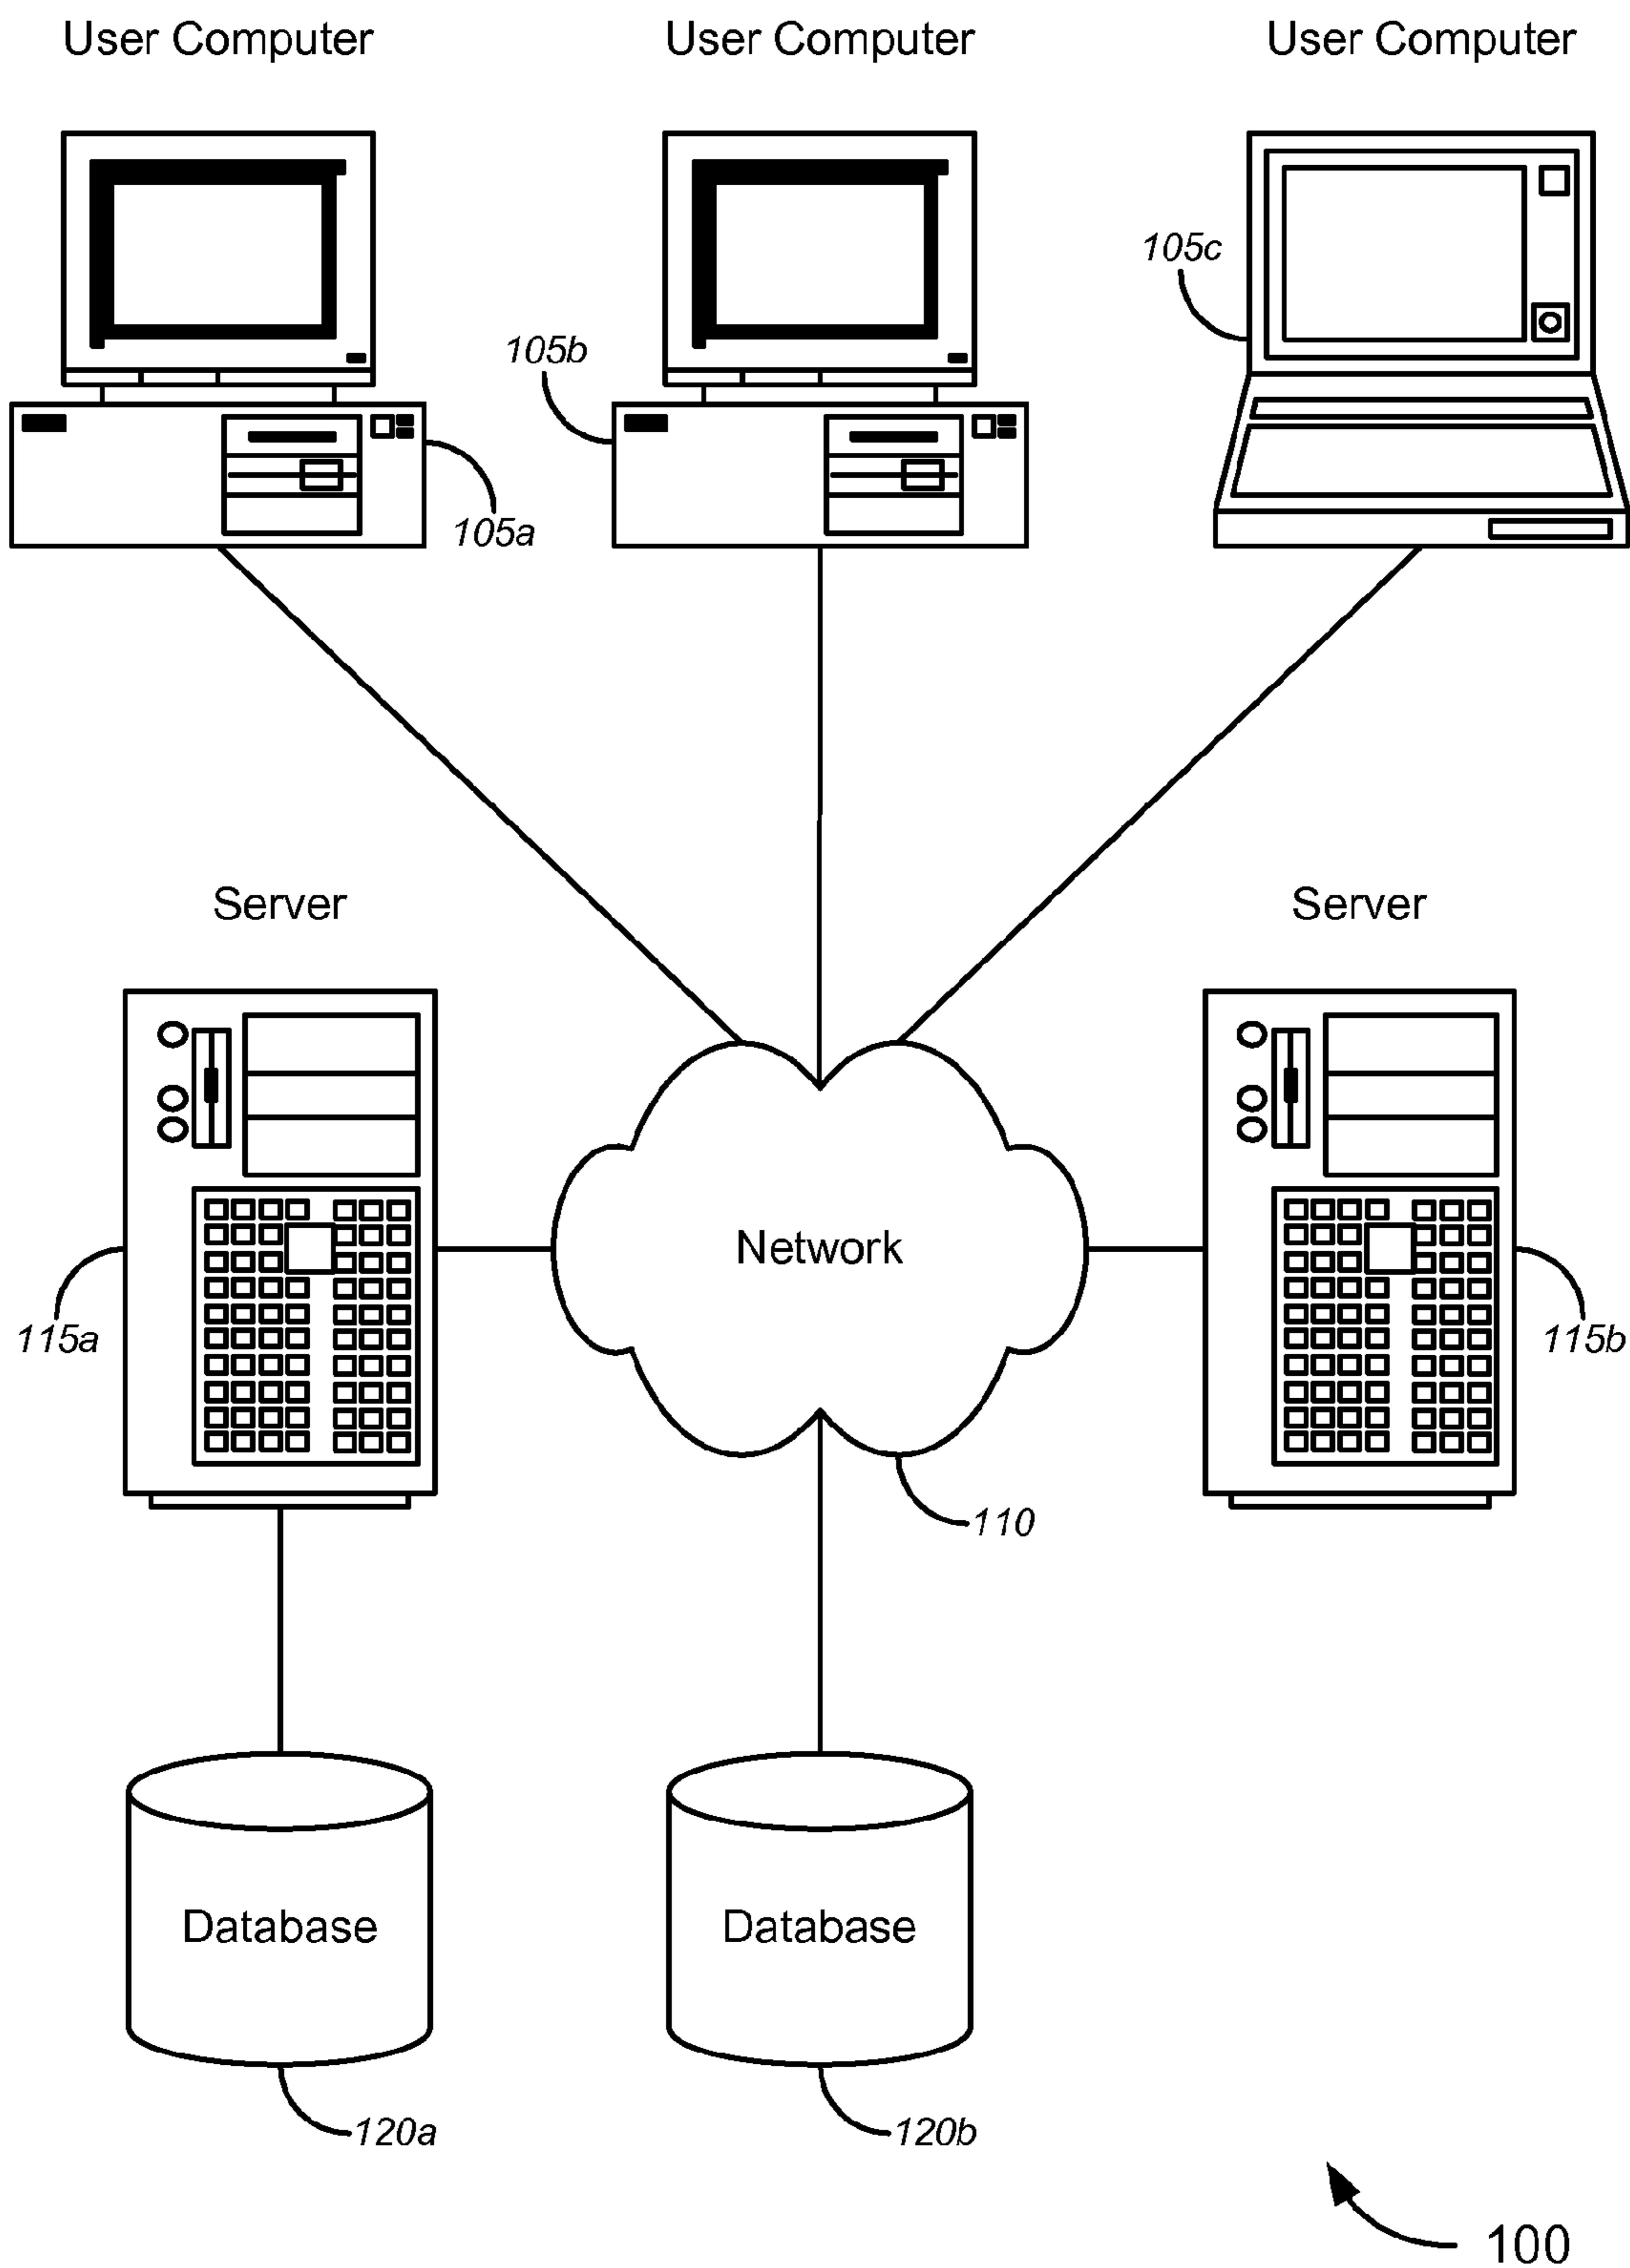 User Computer
User Computer
User Computer
105c
105b
105a
Server
Server
Network
115a
115b
110
Database
Database
120a
120b
100